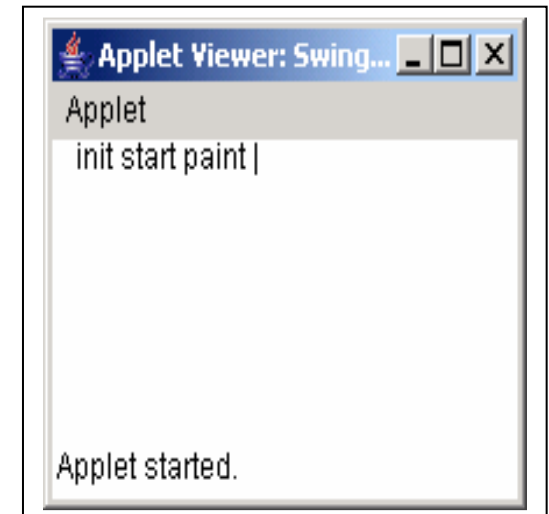 Applet Viewer: Swing...
Applet
init start paint |
Applet started.